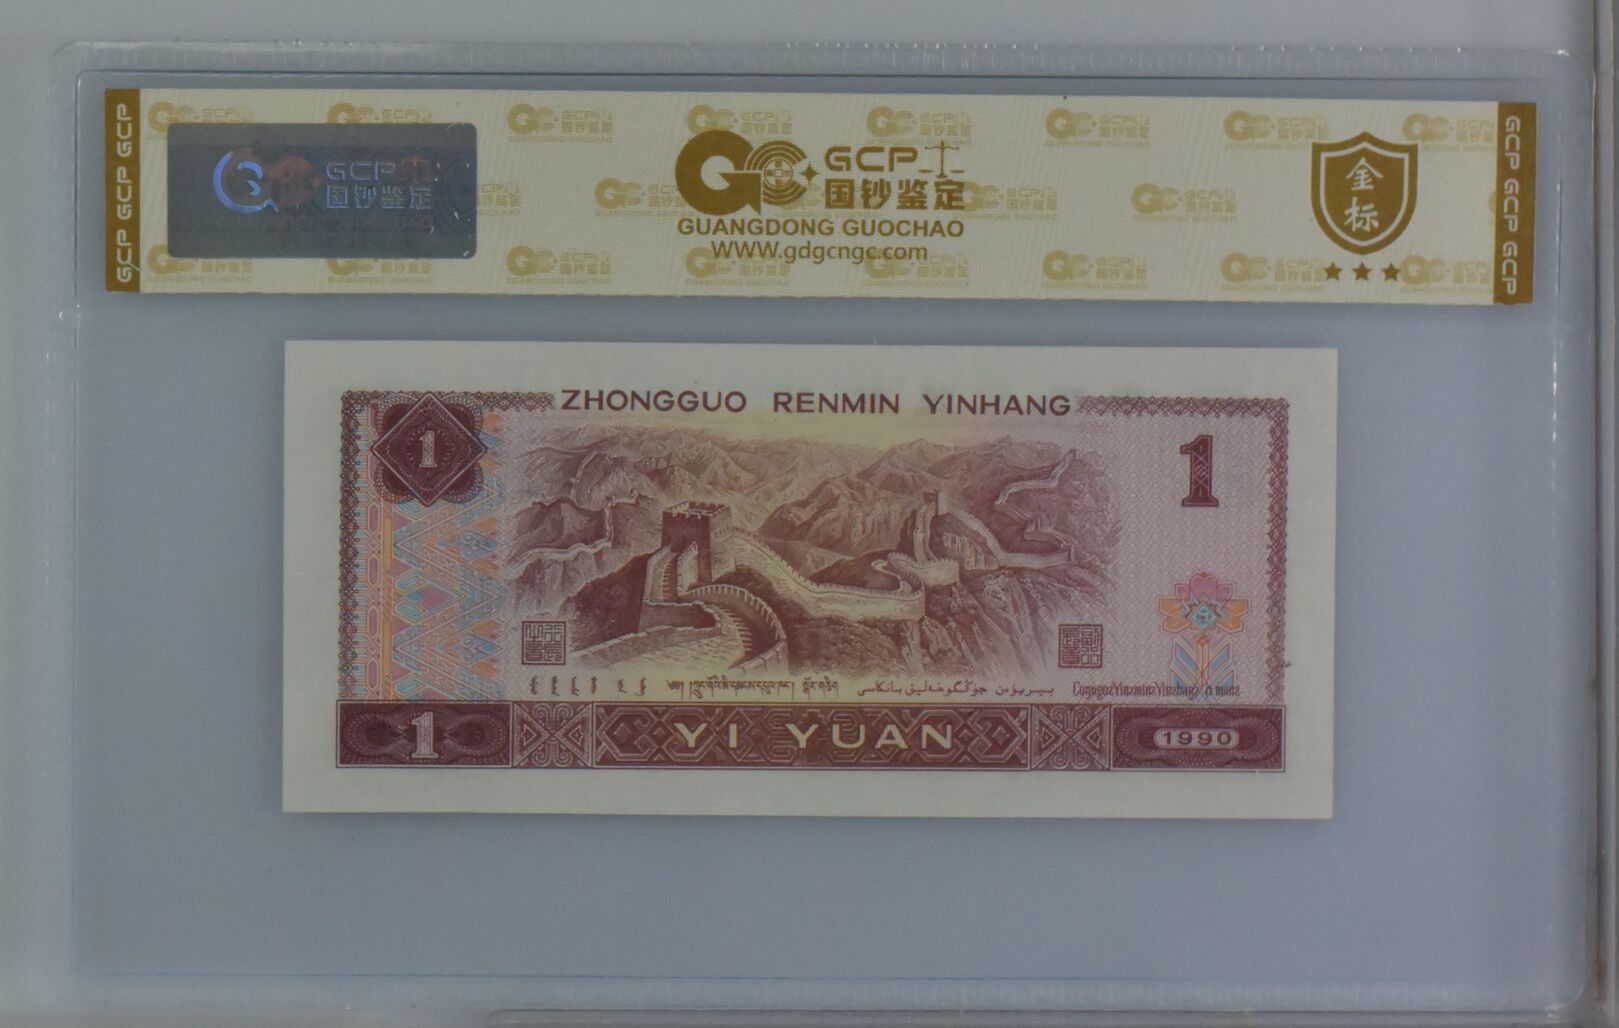 GCP GCP GCP
GCP
国钞鉴定
GCP
国钞鉴定
GUANGDONG GUOCHAO
WWW.gdgcngc.com
金
标
GCP GCP GCP
ZHONGGUO RENMIN YINHANG
1
1
1
YI YUAN
1990